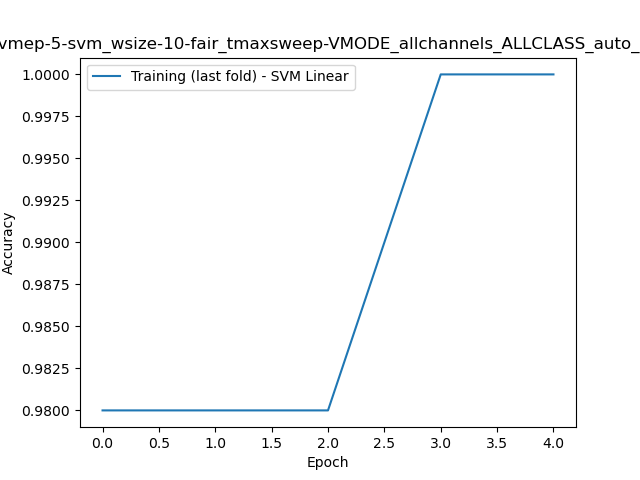 vmep-5-svm_wsize-10-fair_tmaxsweep-VMODE_allchannels_ALLCLASS_auto_
Training (last fold) - SVM Linear
1.0000
0.9975
0.9950
0.9925
0.9900
0.9875
0.9850
0.9825
0.9800
Accuracy
0.0 0.5 1.0 1.5 2.0 2.5 3.0 3.5 4.0
Epoch